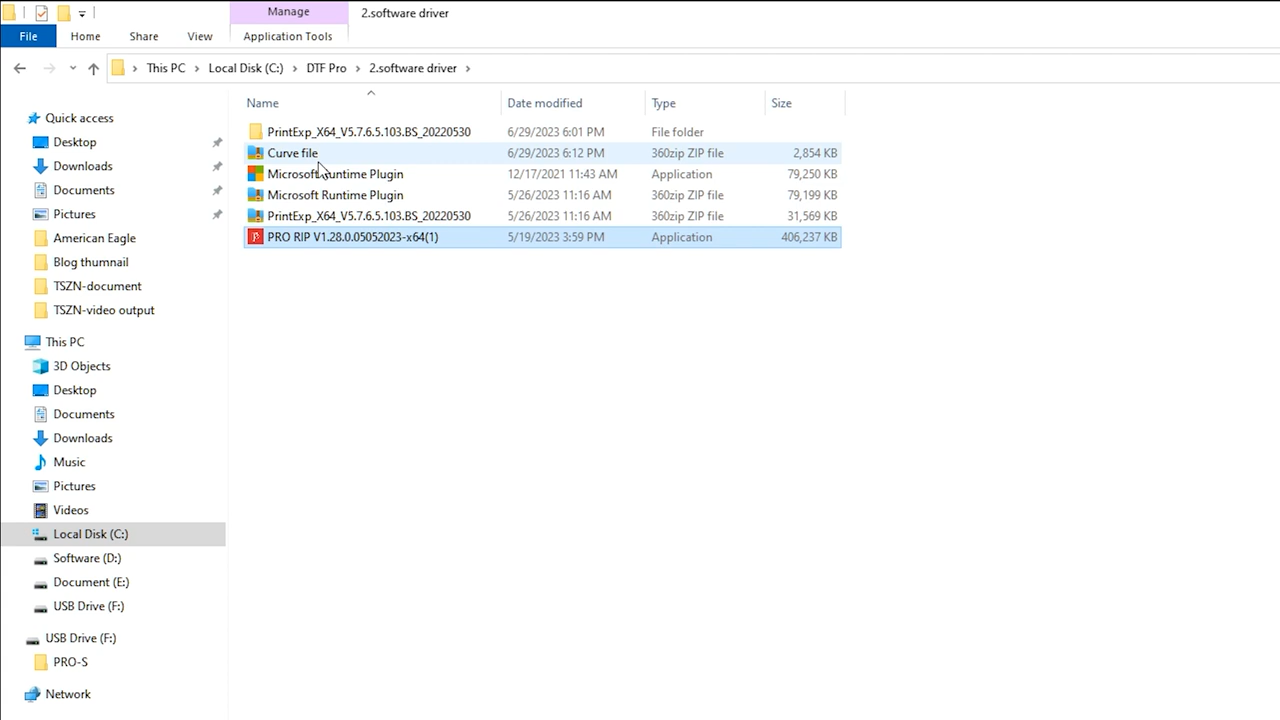 Manage
2.software driver
File
Home
Share
View
Application Tools
This PC
Local Disk (C:)
DTF Pro
2.software driver
Name
Date modified
Type
Size
PrintExp_X64_V5.7.6.5.103.BS_20220530 6/29/2023 6:01 PM File folder
Curve file 6/29/2023 6:12 PM 360zip ZIP file 2,854 KB
Microsoft Runtime Plugin 12/17/2021 11:43 AM Application 79,250 KB
Microsoft Runtime Plugin 5/26/2023 11:16 AM 360zip ZIP file 79,199 KB
PrintExp_X64_V5.7.6.5.103.BS_20220530 5/26/2023 11:16 AM 360zip ZIP file 31,569 KB
PRO RIP V1.28.0.05052023-x64(1) 5/19/2023 3:59 PM Application 406,237 KB
Quick access
Desktop
Downloads
Documents
Pictures
American Eagle
Blog thumnail
TSZN-document
TSZN-video output
This PC
3D Objects
Desktop
Documents
Downloads
Music
Pictures
Videos
Local Disk (C:)
Software (D:)
Document (E:)
USB Drive (F:)
USB Drive (F:)
PRO-S
Network